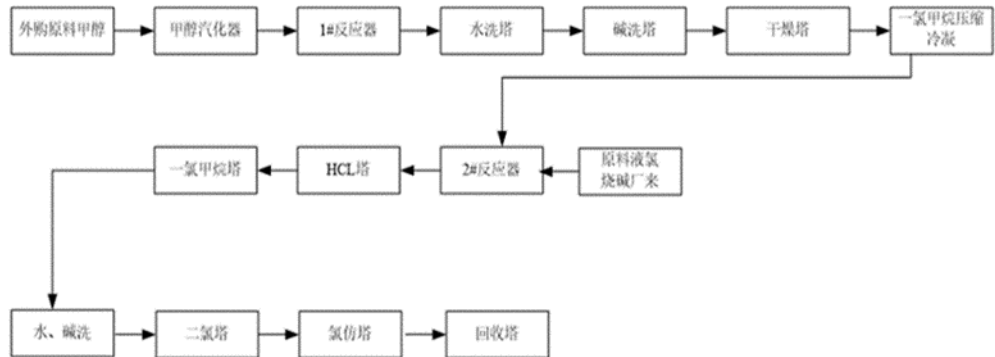 外购原料甲醇
甲醇汽化器
1#反应器
水洗塔
碱洗塔
干燥塔
一氯甲烷压缩
冷凝
一氯甲烷塔
HCL塔
2#反应器
原料液氯
烧碱厂来
水、碱洗
二氯塔
氯仿塔
回收塔